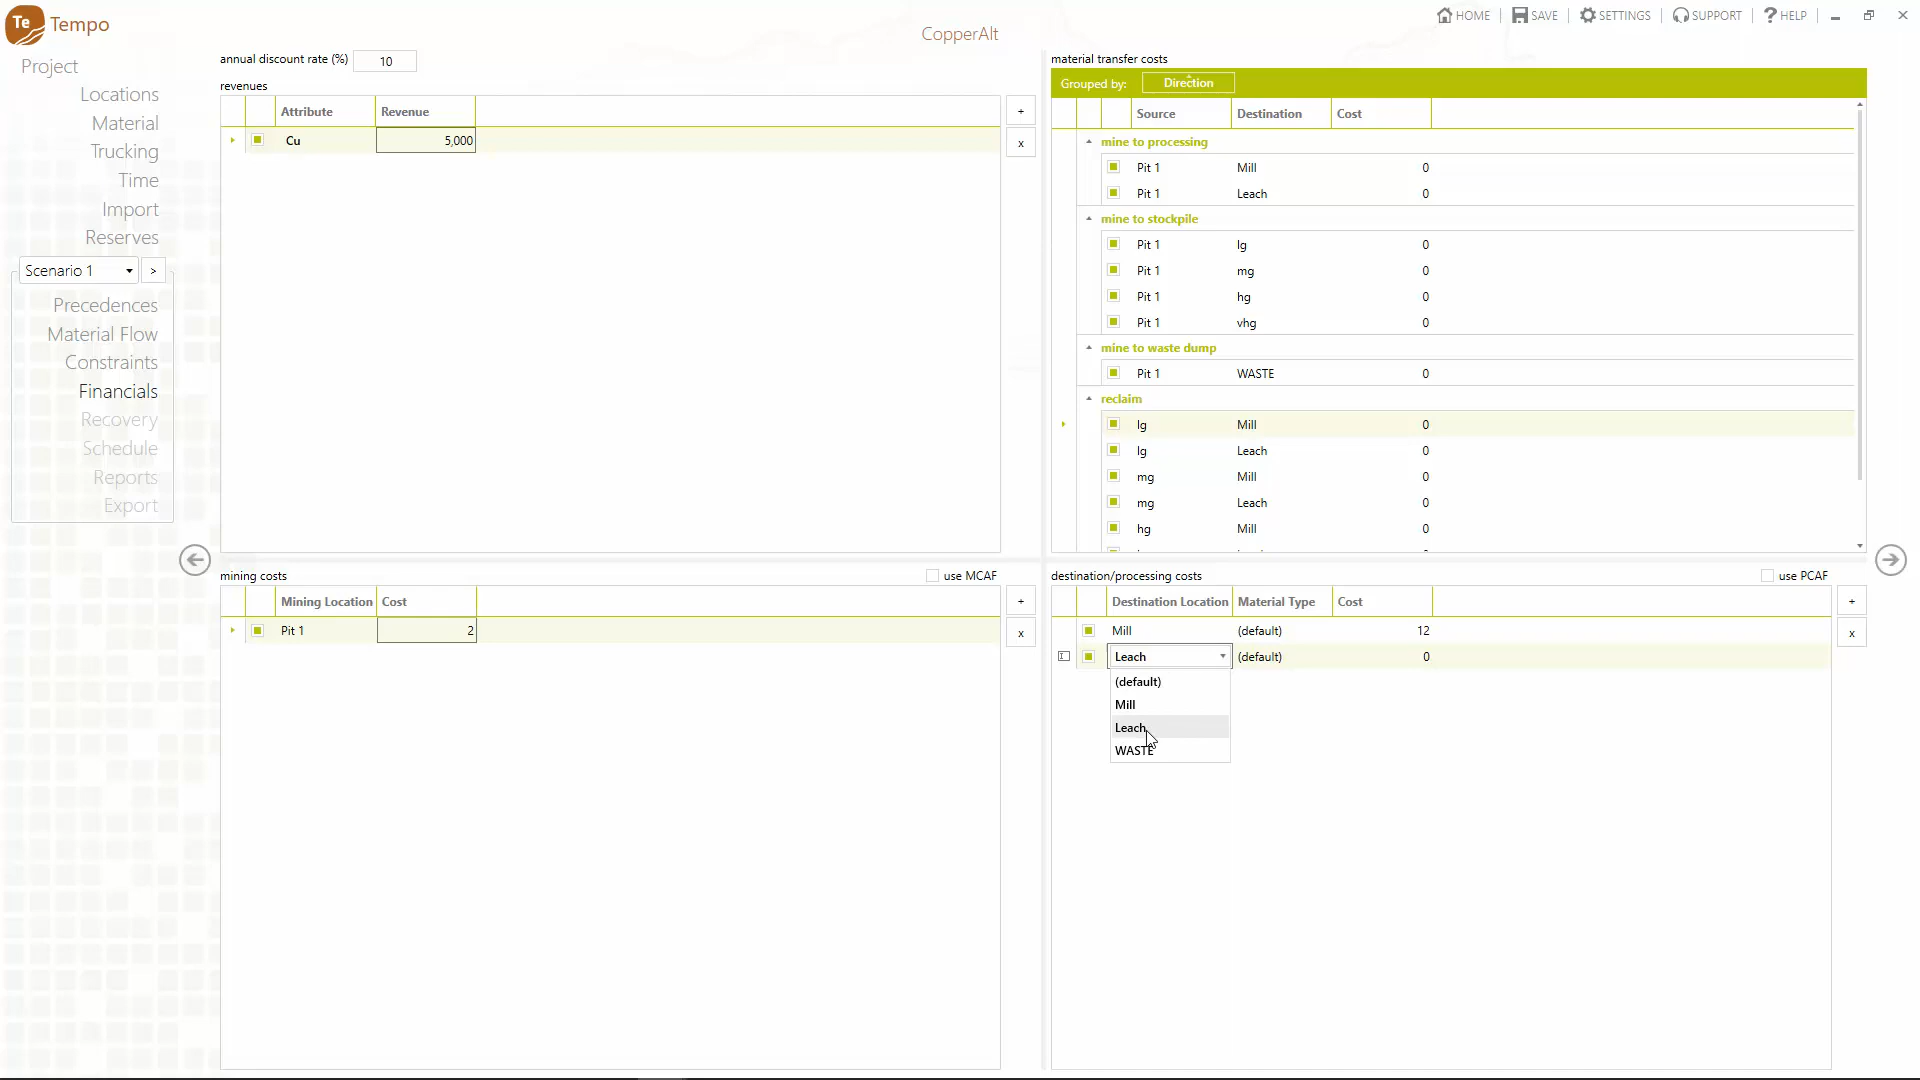 Te Tempo
CopperAlt
HOME
SAVE
SETTINGS
SUPPORT
? HELP
Project
Locations
Material
Trucking
Time
Import
Reserves
Scenario 1
>
Precedences
Material Flow
Constraints
Financials
Recovery
Schedule
Reports
Export
annual discount rate (%) 10
revenues
Attribute Revenue
Cu 5,000
+
x
material transfer costs
Grouped by: Direction
Source Destination Cost
mine to processing
Pit 1 Mill 0
Pit 1 Leach 0
mine to stockpile
Pit 1 lg 0
Pit 1 mg 0
Pit 1 hg 0
Pit 1 vhg 0
mine to waste dump
Pit 1 WASTE 0
reclaim
lg Mill 0
lg Leach 0
mg Mill 0
mg Leach 0
hg Mill 0
mining costs
use MCAF
Mining Location Cost
Pit 1 2
+
x
destination/processing costs
use PCAF
Destination Location Material Type Cost
Mill (default) 12
Leach (default) 0
(default)
Mill
Leach
WASTE
+
x